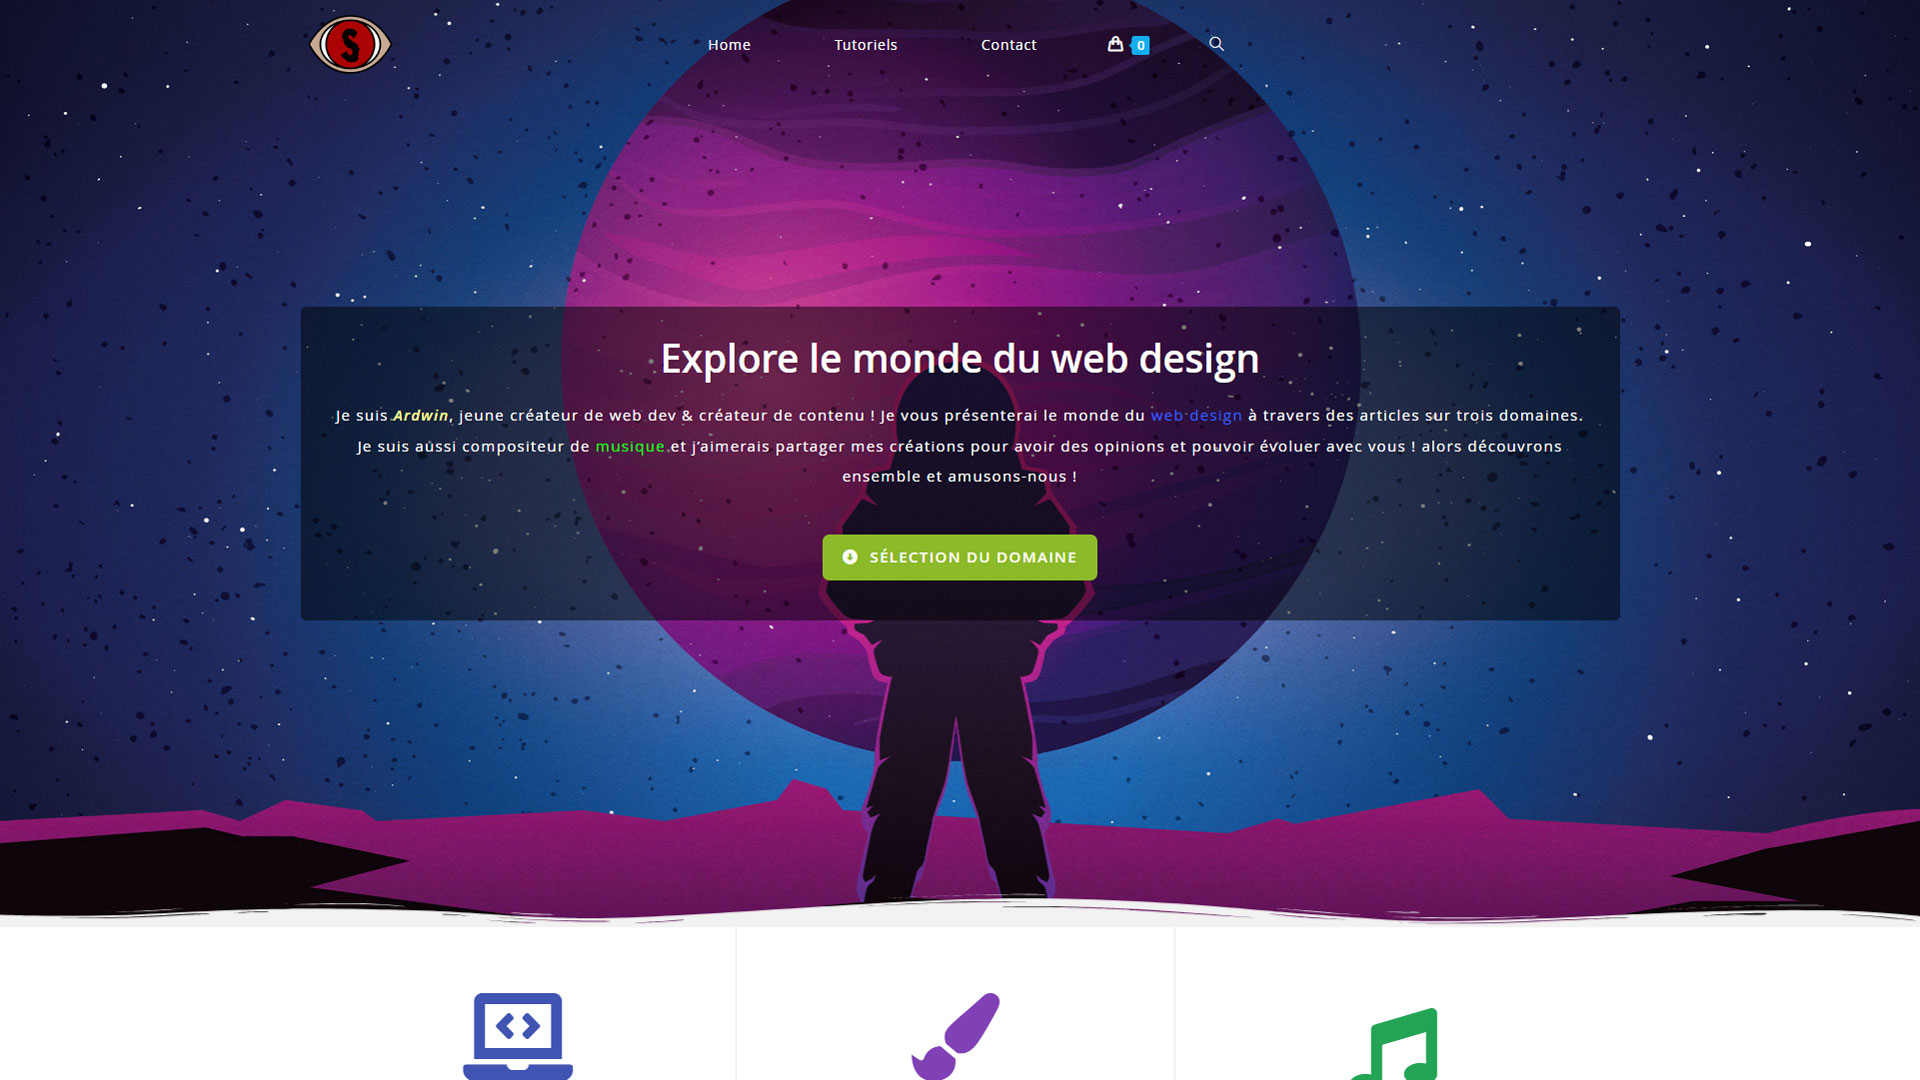 S
Home
Tutoriels
Contact
0
Explore le monde du web design
Je suis Ardwin, jeune créateur de web dev & créateur de contenu ! Je vous présenterai le monde du web design à travers des articles sur trois domaines.
Je suis aussi compositeur de musique et j’aimerais partager mes créations pour avoir des opinions et pouvoir évoluer avec vous ! alors découvrons
ensemble et amusons-nous !
SÉLECTION DU DOMAINE